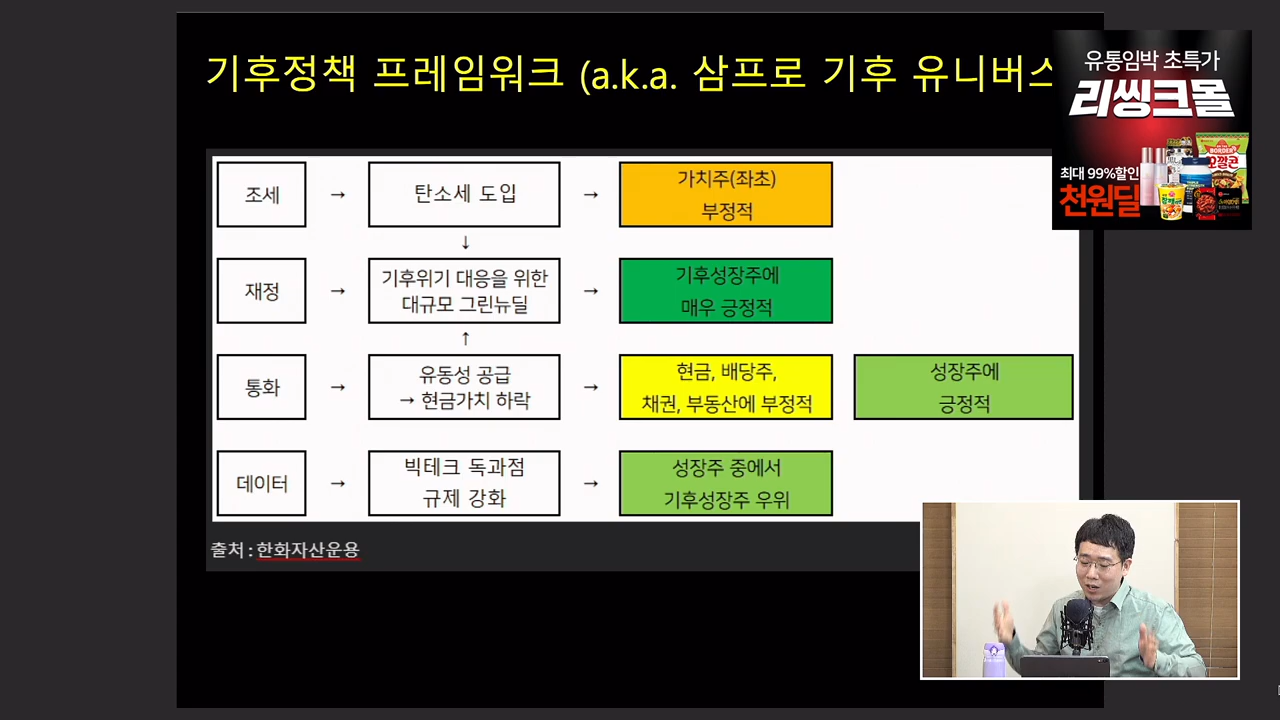 기후정책 프레임워크 (a.k.a. 삼프로 기후 유니버스
유통임박 초특가
리씽크몰
최대 99%할인
천원딜
조세 → 탄소세 도입 → 가치주(좌초)
부정적
↓
재정 → 기후위기 대응을 위한
대규모 그린뉴딜 → 기후성장주에
매우 긍정적
↑
통화 → 유동성 공급
→ 현금가치 하락 → 현금, 배당주,
채권, 부동산에 부정적
성장주에
긍정적
데이터 → 빅테크 독과점
규제 강화 → 성장주 중에서
기후성장주 우위
출처 : 한화자산운용